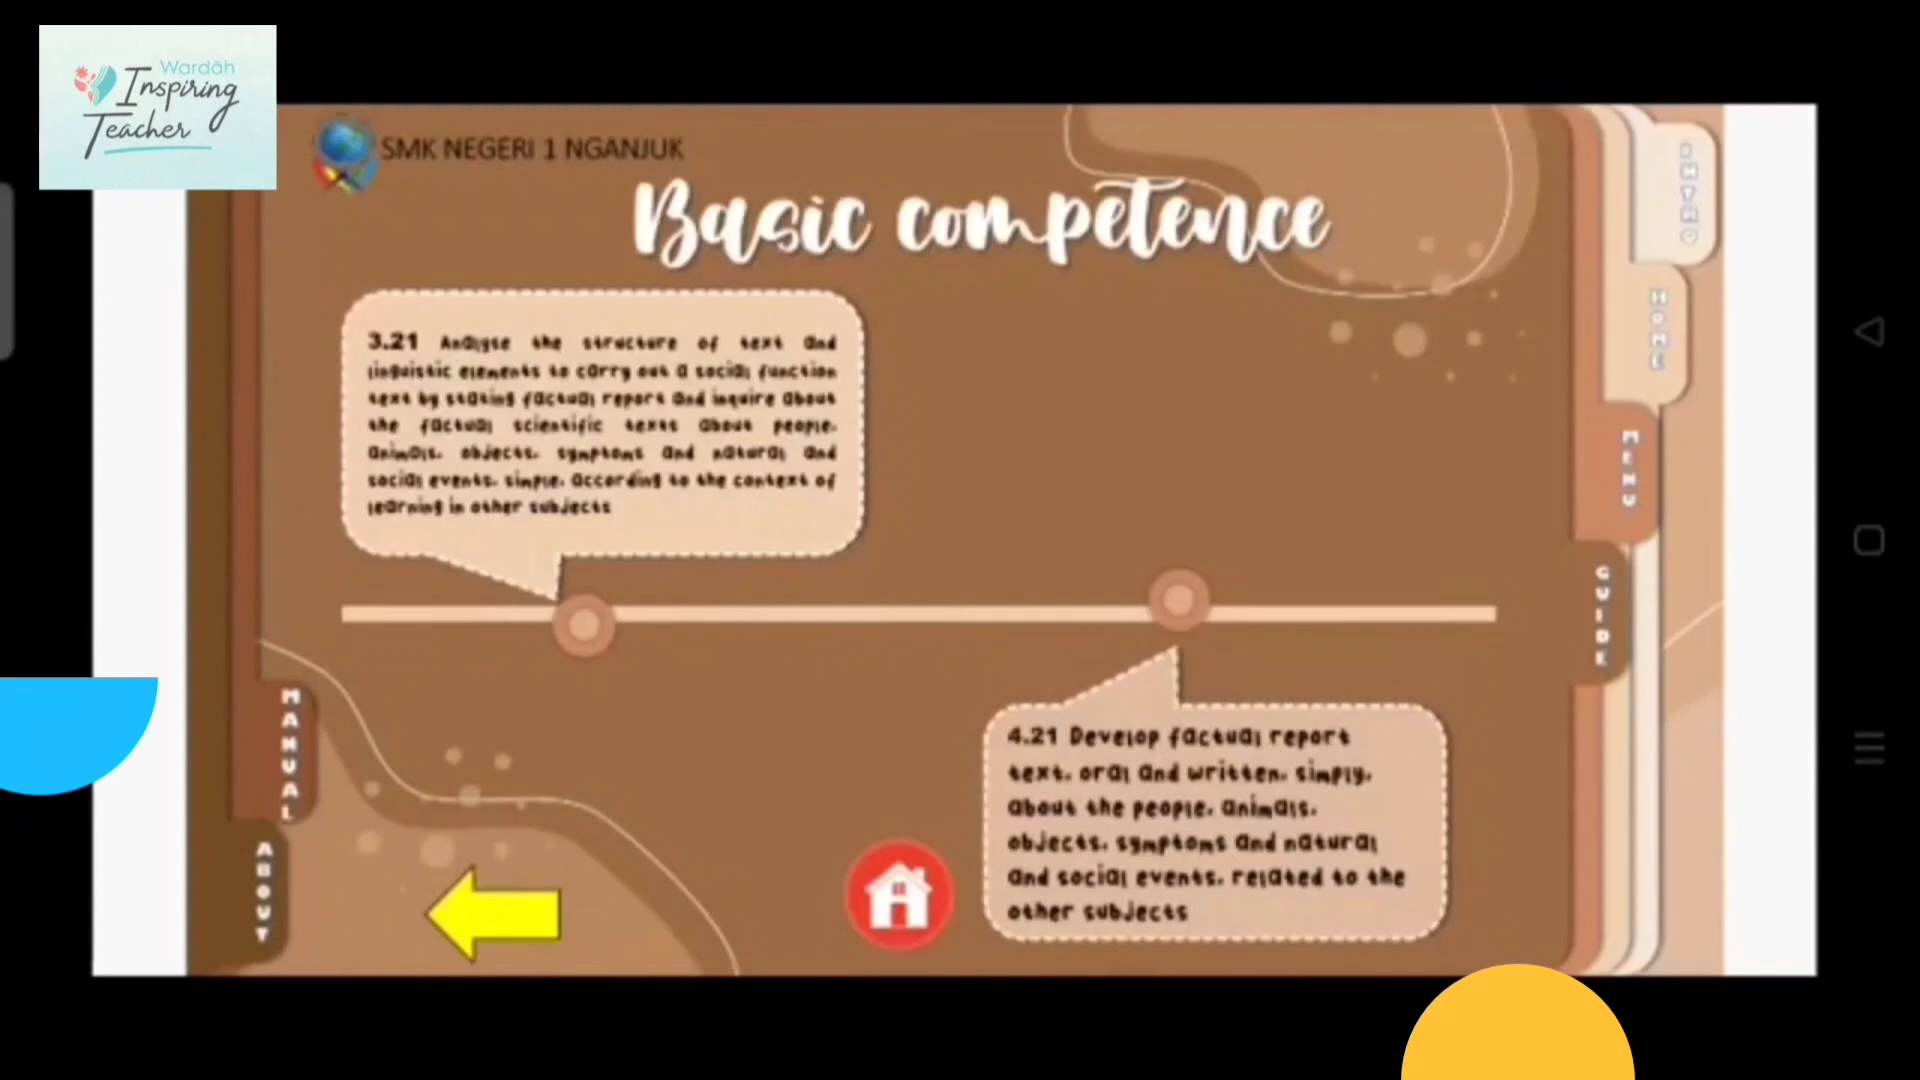 Wardah
Inspiring
Teacher
SMK NEGERI 1 NGANJUK
Basic competence
3.21 Analyse the structure of text and
linguistic elements to carry out a social function
text by stating factual report and inquire about
the factual scientific texts about people,
animals, objects, symptoms and natural and
social events, simple, according to the context of
learning in other subjects
4.21 Develop factual report
text, oral and written, simply,
about the people, animals,
objects, symptoms and natural
and social events, related to the
other subjects
INTRO
HOME
MENU
GUIDE
MANUAL
ABOUT